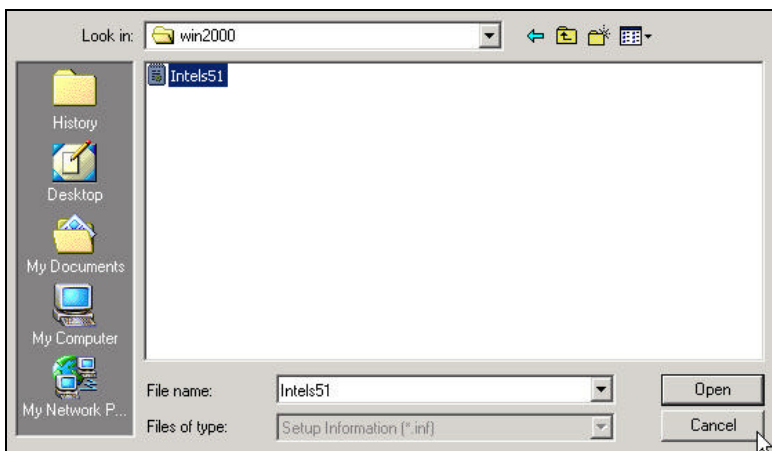 Look in: win2000
Intels51
History
Desktop
My Documents
My Computer
My Network P...
File name: Intels51 Open
Files of type: Setup Information (*.inf) Cancel